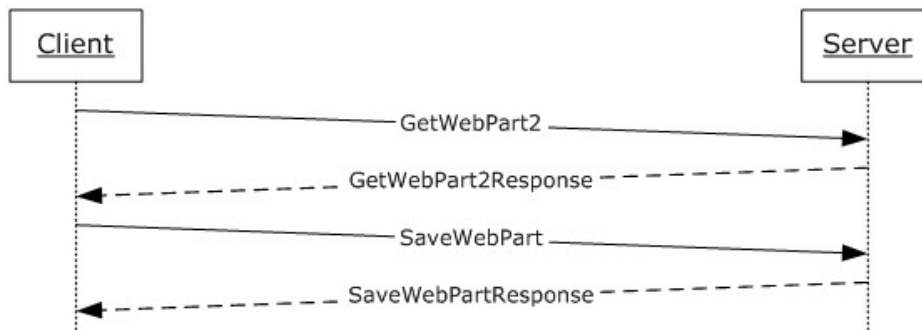 Client
Server
GetWebPart2
GetWebPart2Response
SaveWebPart
SaveWebPartResponse